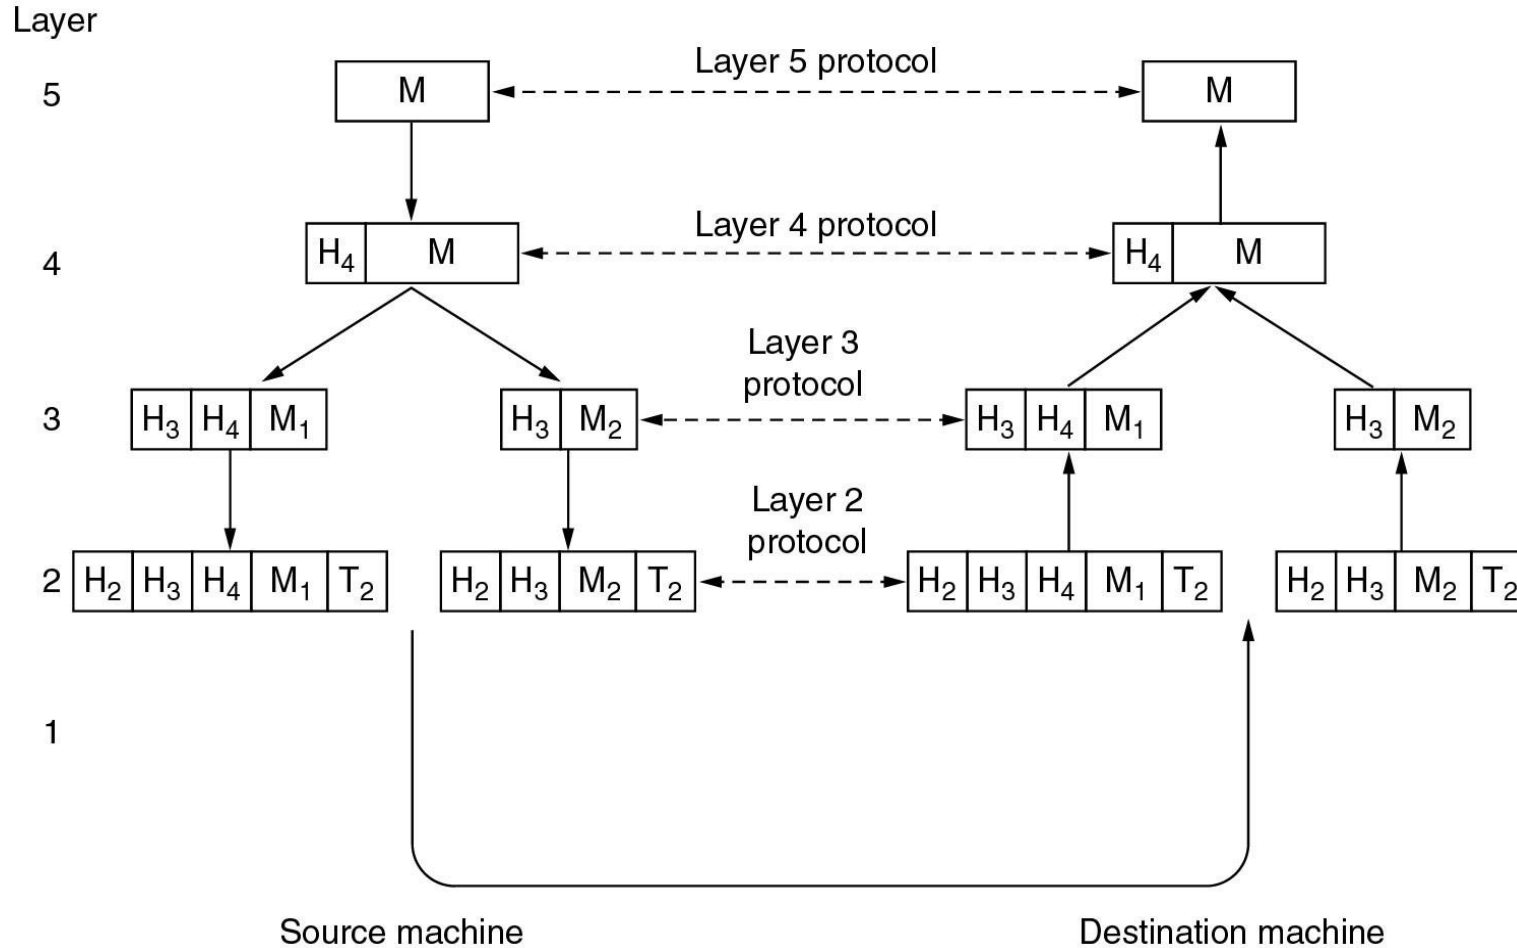 Layer
Layer 5 protocol
5 M M
Layer 4 protocol
4 H₄ M H₄ M
Layer 3
protocol
3 H₃ H₄ M₁ H₃ M₂ H₃ H₄ M₁ H₃ M₂
Layer 2
protocol
2 H₂ H₃ H₄ M₁ T₂ H₂ H₃ M₂ T₂ H₂ H₃ H₄ M₁ T₂ H₂ H₃ M₂ T₂
1
Source machine Destination machine